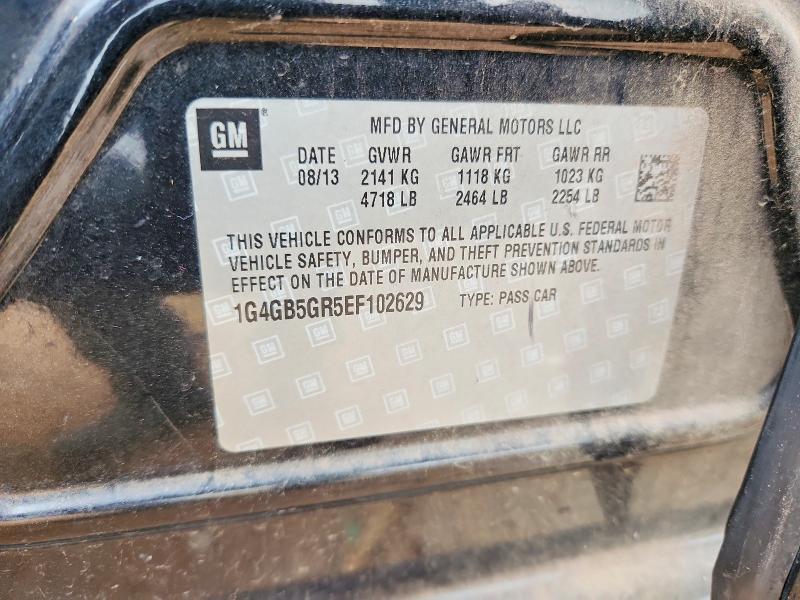 GM
MFD BY GENERAL MOTORS LLC
DATE GVWR GAWR FRT GAWR RR
08/13 2141 KG 1118 KG 1023 KG
4718 LB 2464 LB 2254 LB
THIS VEHICLE CONFORMS TO ALL APPLICABLE U.S. FEDERAL MOTOR
VEHICLE SAFETY, BUMPER, AND THEFT PREVENTION STANDARDS IN
EFFECT ON THE DATE OF MANUFACTURE SHOWN ABOVE.
1G4GB5GR5EF102629 TYPE: PASS CAR